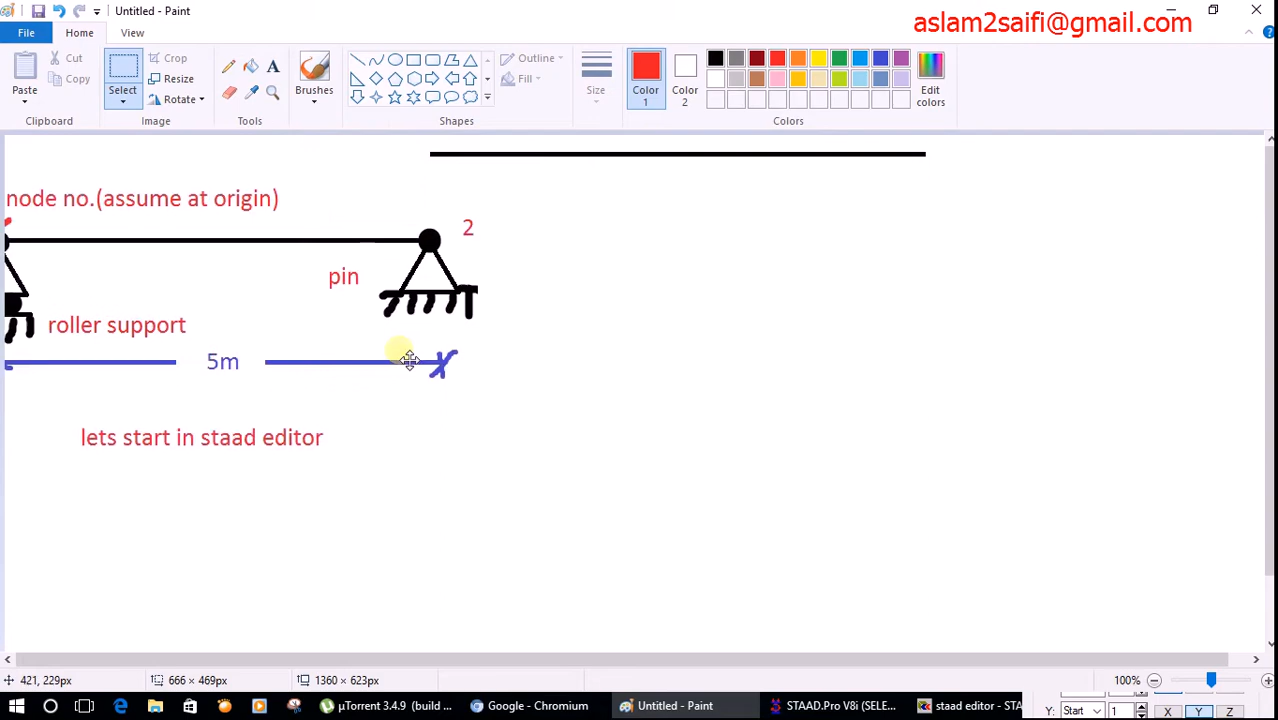 Untitled - Paint
aslam2saifi@gmail.com
File Home View
Paste
Cut
Copy
Clipboard
Select
Crop
Resize
Rotate
Image
A
Tools
Brushes
Outline
Fill
Shapes
Size
Color 1
Color 2
Edit colors
Colors
node no.(assume at origin)
2
pin
roller support
5m
lets start in staad editor
421, 229px
666 × 469px
1360 × 623px
100%
µTorrent 3.4.9 (build ...
Google - Chromium
Untitled - Paint
STAAD.Pro V8i (SELE...
staad editor - STA
Y: Start 1 X Y Z